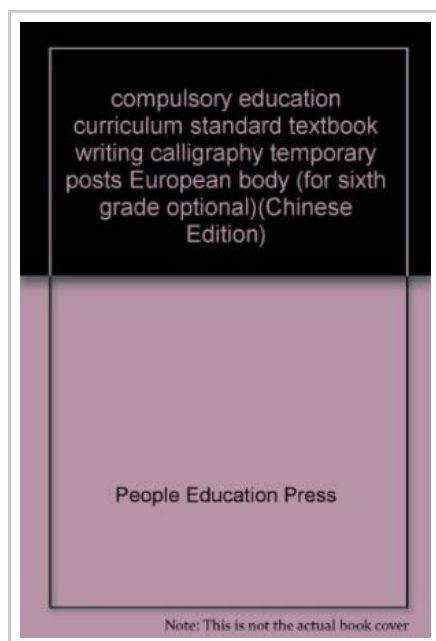 compulsory education
curriculum standard textbook
writing calligraphy temporary
posts European body (for sixth
grade optional)(Chinese
Edition)
People Education Press
Note: This is not the actual book cover